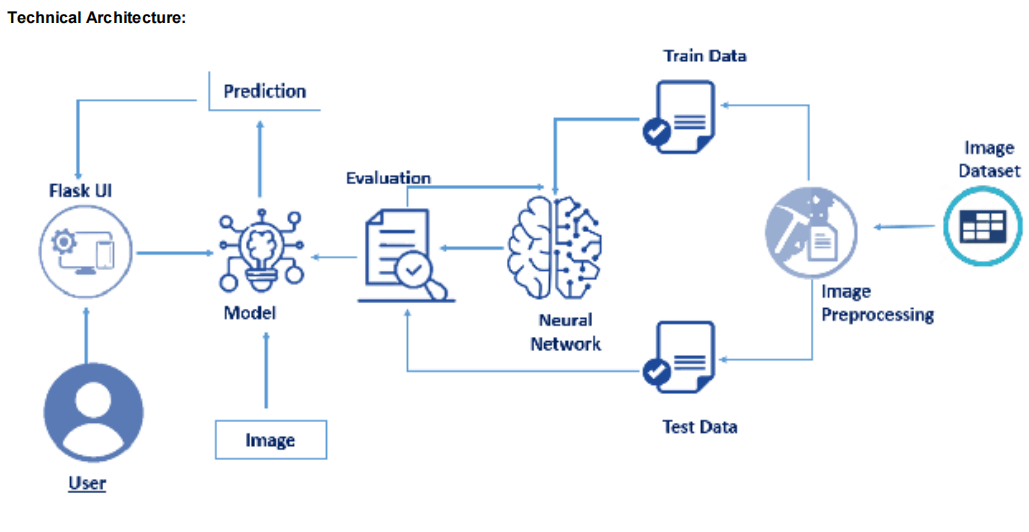 Technical Architecture:
Train Data
Prediction
Image
Dataset
Evaluation
Flask UI
Image
Preprocessing
Model
Neural
Network
Test Data
Image
User